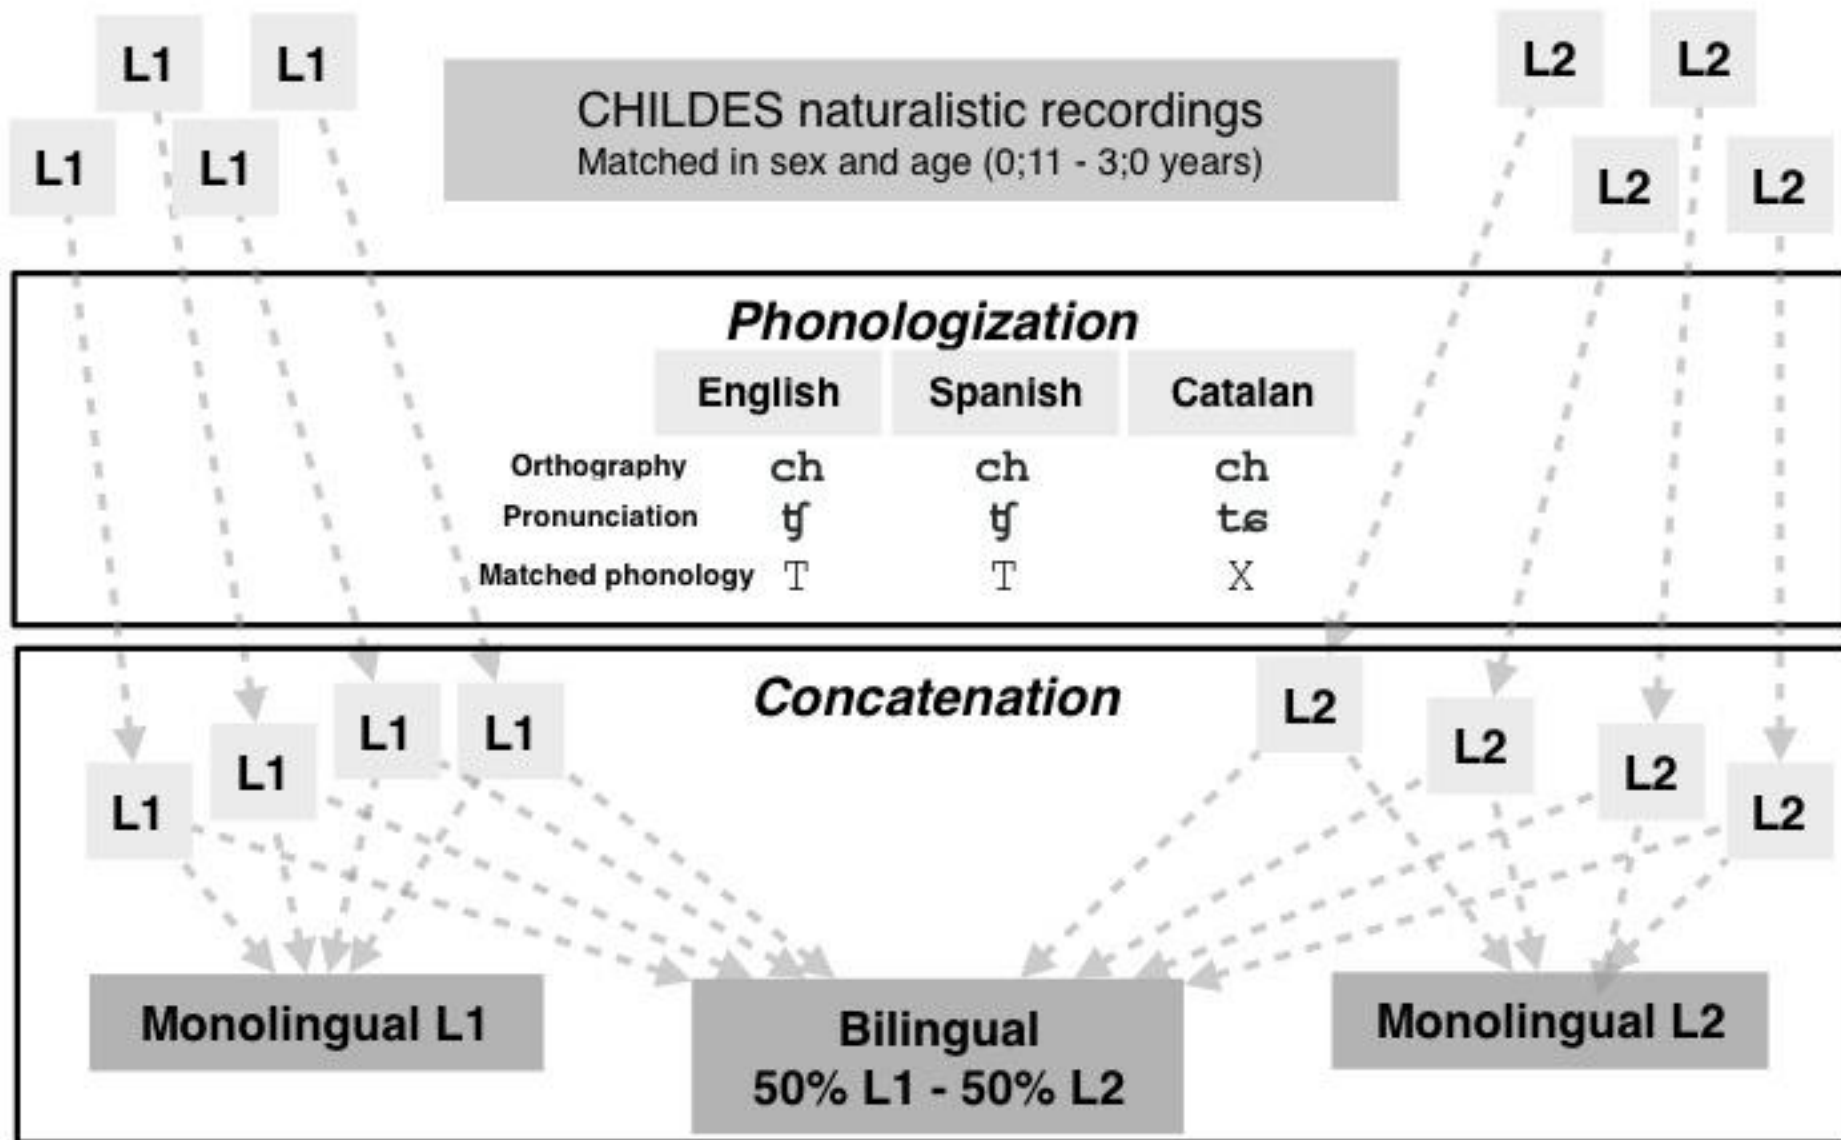 L1 L1 L2 L2
CHILDES naturalistic recordings
Matched in sex and age (0;11 - 3;0 years)
L1 L1 L2 L2
Phonologization
English Spanish Catalan
Orthography ch ch ch
Pronunciation ʧ ʧ tɕ
Matched phonology T T X
Concatenation
L1 L1 L2 L2
L1 L1 L2 L2
Monolingual L1
Bilingual
50% L1 - 50% L2
Monolingual L2